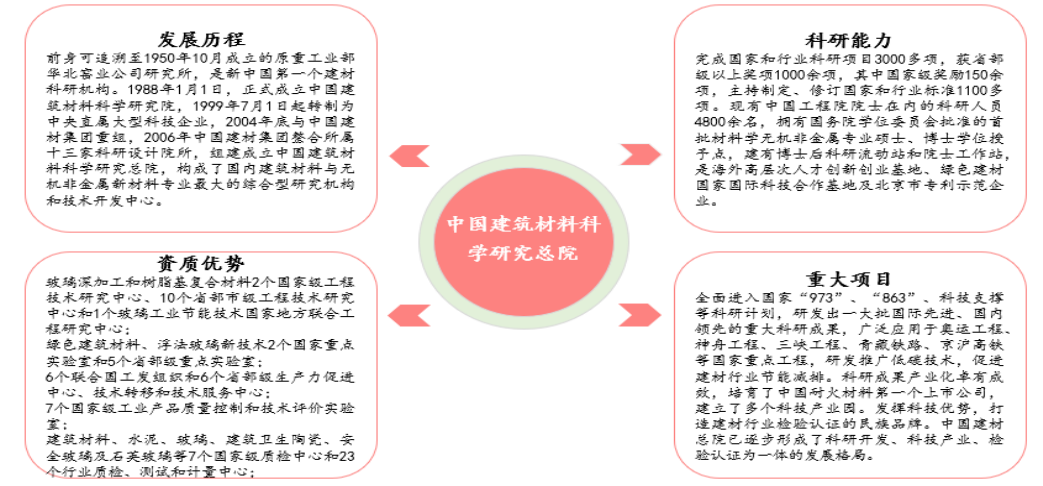 发展历程
前身可追溯至1950年10月成立的原重工业部
华北窑业公司研究所，是新中国第一个建材
科研机构。1988年1月1日，正式成立中国建
筑材料科学研究院，1999年7月1日起转制为
中央直属大型科技企业，2004年底与中国建
材集团重组，2006年中国建材集团整合所属
十三家科研设计院所，组建成立中国建筑材
料科学研究总院，构成了国内建筑材料与无
机非金属新材料专业最大的综合型研究机构
和技术开发中心。
科研能力
完成国家和行业科研项目3000多项，获省部
级以上奖项1000余项，其中国家级奖励150余
项，主持制定、修订国家和行业标准1100多
项。现有中国工程院院士在内的科研人员
4800余名，拥有国务院学位委员会批准的首
批材料学无机非金属专业硕士、博士学位授
予点，建有博士后科研流动站和院士工作站，
是海外高层次人才创新创业基地、绿色建材
国家国际科技合作基地及北京市专利示范企
业。
中国建筑材料科
学研究总院
资质优势
玻璃深加工和树脂基复合材料2个国家级工程
技术研究中心、10个省部市级工程技术研究
中心和1个玻璃工业节能技术国家地方联合工
程研究中心；
绿色建筑材料、浮法玻璃新技术2个国家重点
实验室和5个省部级重点实验室；
6个联合国工发组织和6个省部级生产力促进
中心、技术转移和技术服务中心；
7个国家级工业产品质量控制和技术评价实验
室；
建筑材料、水泥、玻璃、建筑卫生陶瓷、安
全玻璃及石英玻璃等7个国家级质检中心和23
个行业质检、测试和计量中心；
重大项目
全面进入国家“973”、“863”、科技支撑
等科研计划，研发出一大批国际先进、国内
领先的重大科研成果，广泛应用于奥运工程、
神舟工程、三峡工程、青藏铁路、京沪高铁
等国家重点工程，研发推广低碳技术，促进
建材行业节能减排。科研成果产业化卓有成
效，培育了中国耐火材料第一个上市公司，
建立了多个科技产业园。发挥科技优势，打
造建材行业检验认证的民族品牌。中国建材
总院已逐步形成了科研开发、科技产业、检
验认证为一体的发展格局。